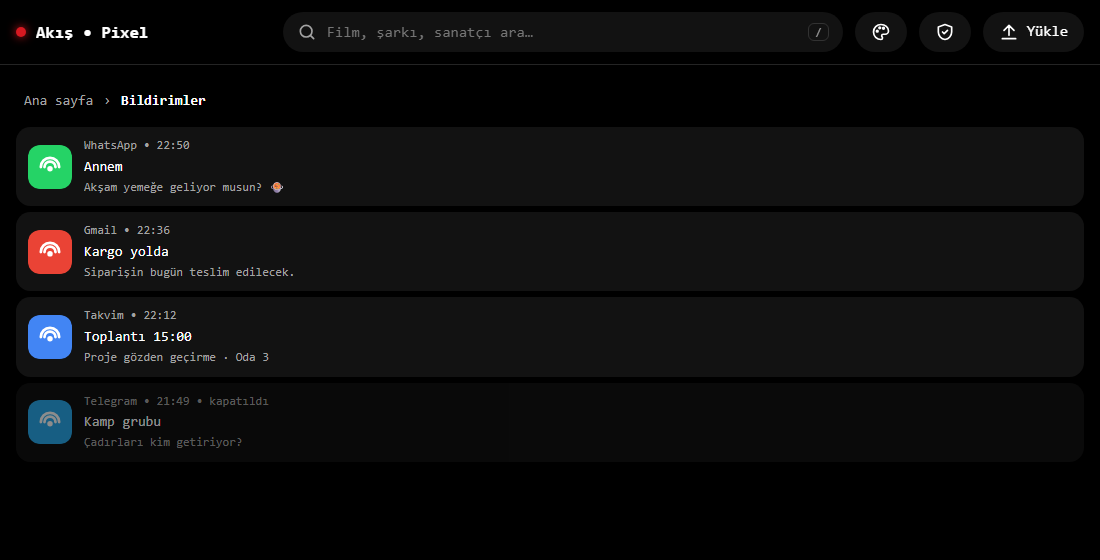 Akış • Pixel
Film, şarkı, sanatçı ara…
/
Yükle
Ana sayfa › Bildirimler
WhatsApp • 22:50
Annem
Akşam yemeğe geliyor musun?
Gmail • 22:36
Kargo yolda
Siparişin bugün teslim edilecek.
Takvim • 22:12
Toplantı 15:00
Proje gözden geçirme · Oda 3
Telegram • 21:49 • kapatıldı
Kamp grubu
Çadırları kim getiriyor?